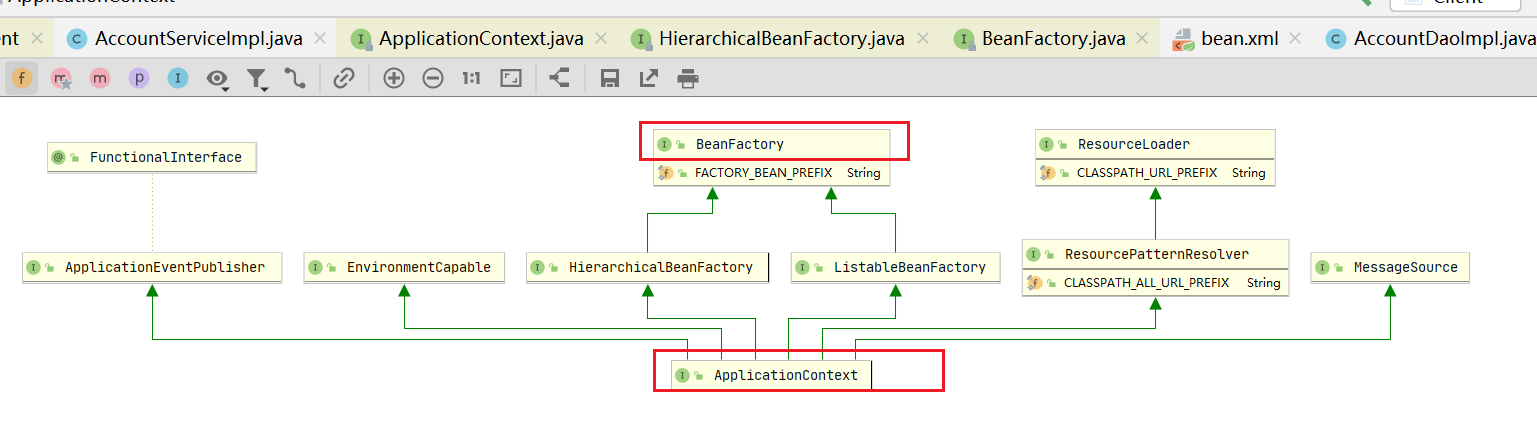 ApplicationContext
Client
ent AccountServiceImpl.java ApplicationContext.java HierarchicalBeanFactory.java BeanFactory.java bean.xml AccountDaoImpl.java
f m m p I 1:1
@ FunctionalInterface
I BeanFactory
f FACTORY_BEAN_PREFIX String
I ResourceLoader
f CLASSPATH_URL_PREFIX String
I ApplicationEventPublisher
I EnvironmentCapable
I HierarchicalBeanFactory
I ListableBeanFactory
I ResourcePatternResolver
f CLASSPATH_ALL_URL_PREFIX String
I MessageSource
I ApplicationContext